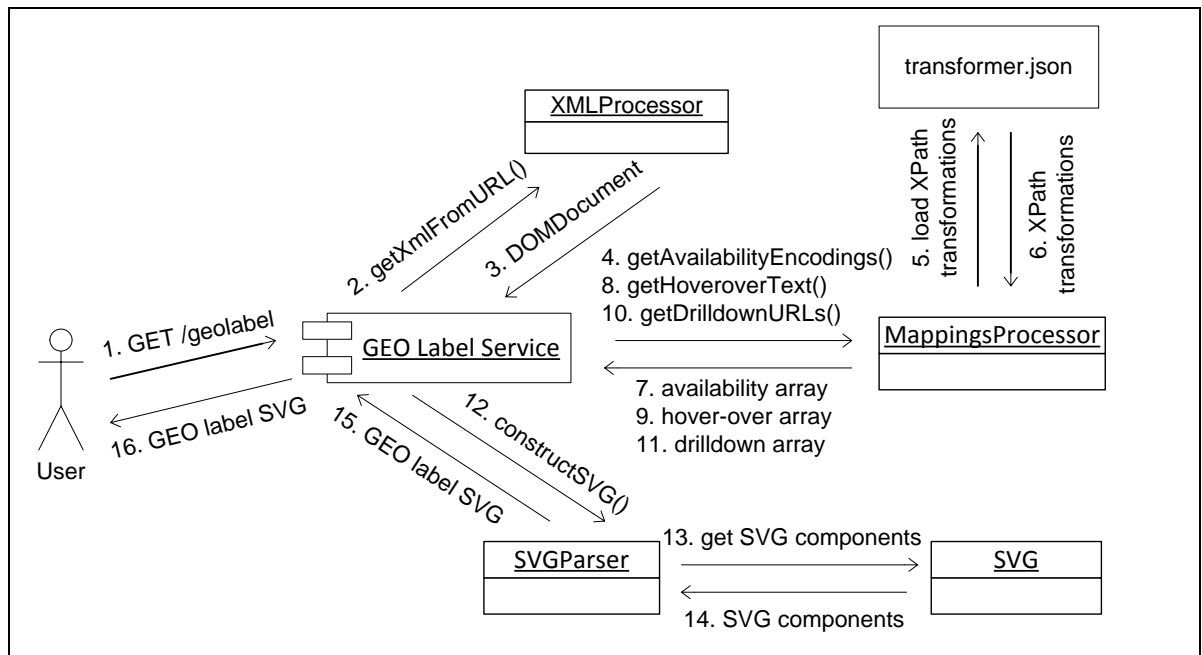 transformer.json
XMLProcessor
2. getXmlFromURL()
3. DOMDocument
5. load XPath
transformations
6. XPath
transformations
4. getAvailabilityEncodings()
8. getHoveroverText()
10. getDrilldownURLs()
1. GET /geolabel
GEO Label Service
MappingsProcessor
7. availability array
9. hover-over array
11. drilldown array
16. GEO label SVG
User
12. constructSVG()
15. GEO label SVG
13. get SVG components
SVGParser
SVG
14. SVG components